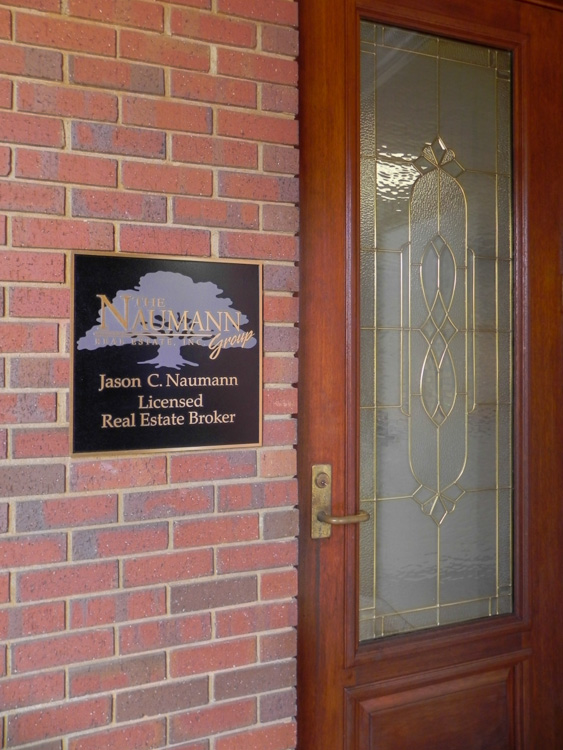 THE
NAUMANN
REAL ESTATE, INC. Group
Jason C. Naumann
Licensed
Real Estate Broker